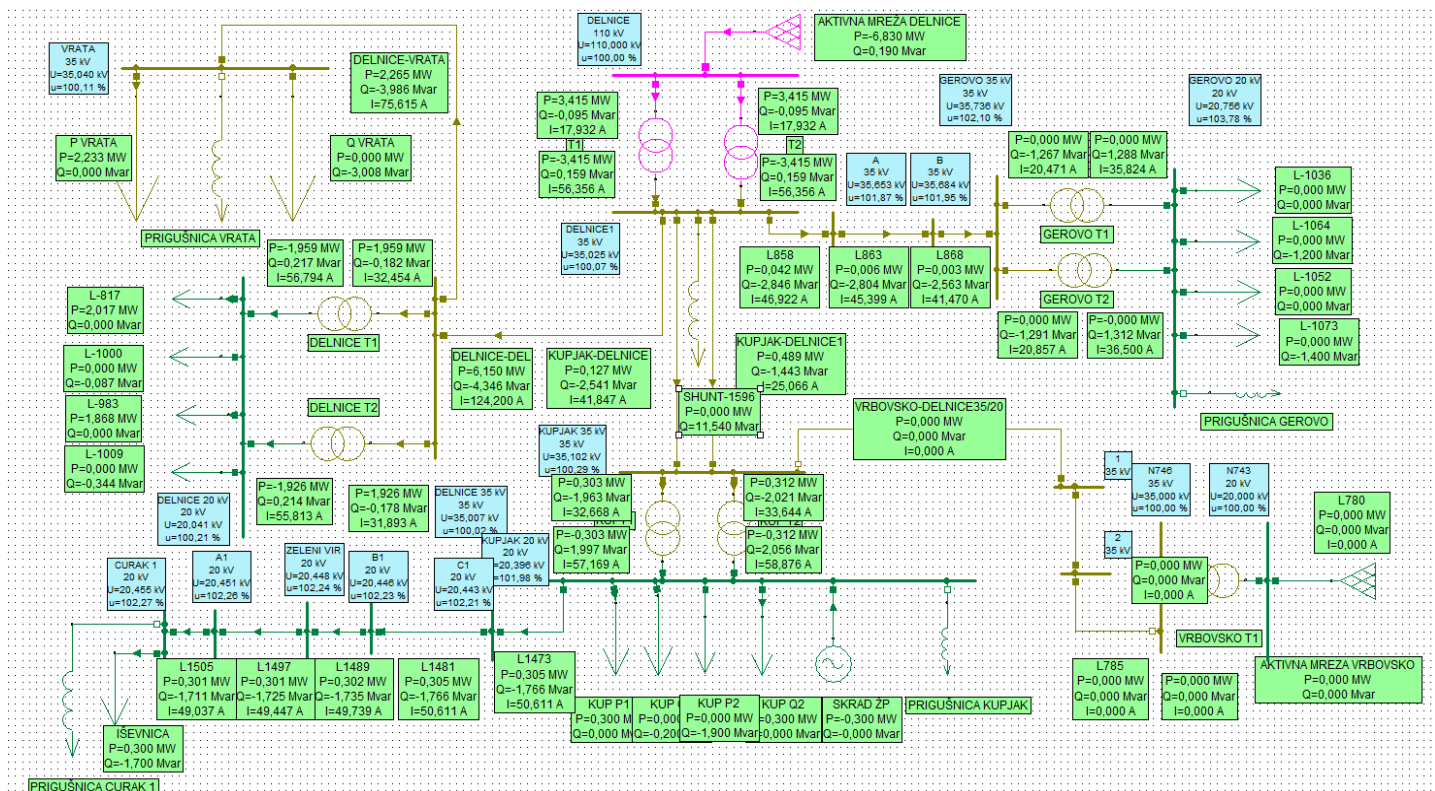 VRATA
35 kV
U=35,040 kV
u=100,11 %
DELNICE-VRATA
P=2,265 MW
Q=-3,986 Mvar
I=75,615 A
P VRATA
P=2,233 MW
Q=0,000 Mvar
Q VRATA
P=0,000 MW
Q=-3,008 Mvar
PRIGUŠNICA VRATA
DELNICE
110 kV
U=110,000 kV
u=100,00 %
AKTIVNA MREŽA DELNICE
P=-6,830 MW
Q=0,190 Mvar
P=3,415 MW
Q=-0,095 Mvar
I=17,932 A
T1
P=-3,415 MW
Q=0,159 Mvar
I=56,356 A
P=3,415 MW
Q=-0,095 Mvar
I=17,932 A
T2
P=-3,415 MW
Q=0,159 Mvar
I=56,356 A
DELNICE1
35 kV
U=35,025 kV
u=100,07 %
A
35 kV
U=35,653 kV
u=101,87 %
B
35 kV
U=35,684 kV
u=101,95 %
GEROVO 35 kV
35 kV
U=35,736 kV
u=102,10 %
GEROVO 20 kV
20 kV
U=20,756 kV
u=103,78 %
P=0,000 MW
Q=-1,267 Mvar
I=20,471 A
P=0,000 MW
Q=1,288 Mvar
I=35,824 A
GEROVO T1
GEROVO T2
P=0,000 MW
Q=-1,291 Mvar
I=20,857 A
P=-0,000 MW
Q=1,312 Mvar
I=36,500 A
L-1036
P=0,000 MW
Q=0,000 Mvar
L-1064
P=0,000 MW
Q=-1,200 Mvar
L-1052
P=0,000 MW
Q=0,000 Mvar
L-1073
P=0,000 MW
Q=-1,400 Mvar
PRIGUŠNICA GEROVO
L858
P=0,042 MW
Q=-2,846 Mvar
I=46,922 A
L863
P=0,006 MW
Q=-2,804 Mvar
I=45,399 A
L868
P=0,003 MW
Q=-2,563 Mvar
I=41,470 A
P=-1,959 MW
Q=0,217 Mvar
I=56,794 A
P=1,959 MW
Q=-0,182 Mvar
I=32,454 A
L-817
P=2,017 MW
Q=0,000 Mvar
L-1000
P=0,000 MW
Q=-0,087 Mvar
L-983
P=1,868 MW
Q=0,000 Mvar
L-1009
P=0,000 MW
Q=-0,344 Mvar
DELNICE T1
DELNICE T2
P=-1,926 MW
Q=0,214 Mvar
I=55,813 A
P=1,926 MW
Q=-0,178 Mvar
I=31,893 A
DELNICE-DEL
P=6,150 MW
Q=-4,346 Mvar
I=124,200 A
KUPJAK-DELNICE
P=0,127 MW
Q=-2,541 Mvar
I=41,847 A
KUPJAK-DELNICE1
P=0,489 MW
Q=-1,443 Mvar
I=25,066 A
SHUNT-1596
P=0,000 MW
Q=11,540 Mvar
VRBOVSKO-DELNICE35/20
P=0,000 MW
Q=0,000 Mvar
I=0,000 A
DELNICE 20 kV
20 kV
U=20,041 kV
u=100,21 %
DELNICE 35 kV
35 kV
U=35,007 kV
u=100,02 %
KUPJAK 35 kV
35 kV
U=35,102 kV
u=100,29 %
P=0,303 MW
Q=-1,963 Mvar
I=32,668 A
P=-0,303 MW
Q=1,997 Mvar
I=57,169 A
P=0,312 MW
Q=-2,021 Mvar
I=33,644 A
P=-0,312 MW
Q=2,056 Mvar
I=58,876 A
KUPJAK 20 kV
20 kV
=20,396 kV
=101,98 %
1
35 kV
2
35 kV
N746
35 kV
U=35,000 kV
u=100,00 %
N743
20 kV
U=20,000 kV
u=100,00 %
L780
P=0,000 MW
Q=0,000 Mvar
I=0,000 A
P=0,000 MW
Q=0,000 Mvar
I=0,000 A
VRBOVSKO T1
AKTIVNA MREZA VRBOVSKO
P=0,000 MW
Q=0,000 Mvar
L785
P=0,000 MW
Q=0,000 Mvar
I=0,000 A
P=0,000 MW
Q=0,000 Mvar
I=0,000 A
CURAK 1
20 kV
U=20,455 kV
u=102,27 %
A1
20 kV
U=20,451 kV
u=102,26 %
ZELENI VIR
20 kV
U=20,448 kV
u=102,24 %
B1
20 kV
U=20,446 kV
u=102,23 %
C1
20 kV
U=20,443 kV
u=102,21 %
L1505
P=0,301 MW
Q=-1,711 Mvar
I=49,037 A
L1497
P=0,301 MW
Q=-1,725 Mvar
I=49,447 A
L1489
P=0,302 MW
Q=-1,735 Mvar
I=49,739 A
L1481
P=0,305 MW
Q=-1,766 Mvar
I=50,611 A
L1473
P=0,305 MW
Q=-1,766 Mvar
I=50,611 A
KUP P1
P=0,300 M
Q=0,000 Mv
KUP
P=0,00
Q=-0,20
KUP P2
P=0,000 MW
Q=-1,900 Mvar
KUP Q2
=0,300 MW
=0,000 Mvar
SKRAD ŽP
P=-0,300 MW
Q=-0,000 Mvar
PRIGUŠNICA KUPJAK
IŠEVNICA
P=0,300 MW
Q=-1,700 Mvar
PRIGUŠNICA CURAK 1